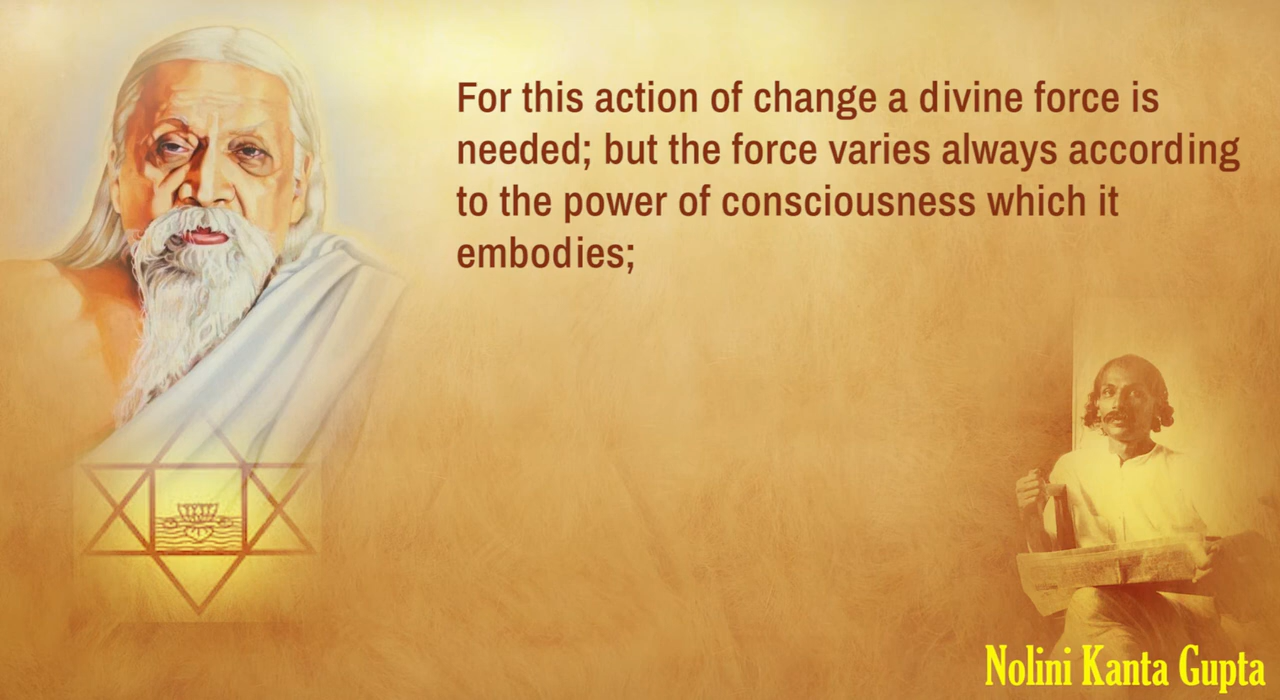 For this action of change a divine force is
needed; but the force varies always according
to the power of consciousness which it
embodies;
Nolini Kanta Gupta